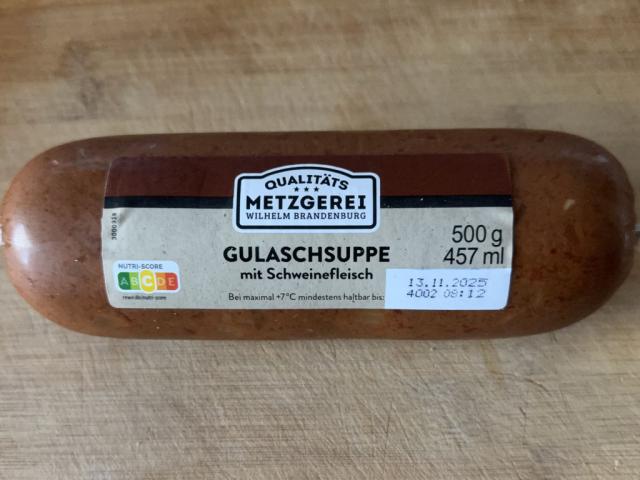 QUALITÄTS
METZGEREI
WILHELM BRANDENBURG
GULASCHSUPPE
mit Schweinefleisch
500 g
457 ml
NUTRI-SCORE
ABCDE
Bei maximal +7°C mindestens haltbar bis:
13.11.2025
4002 08:12